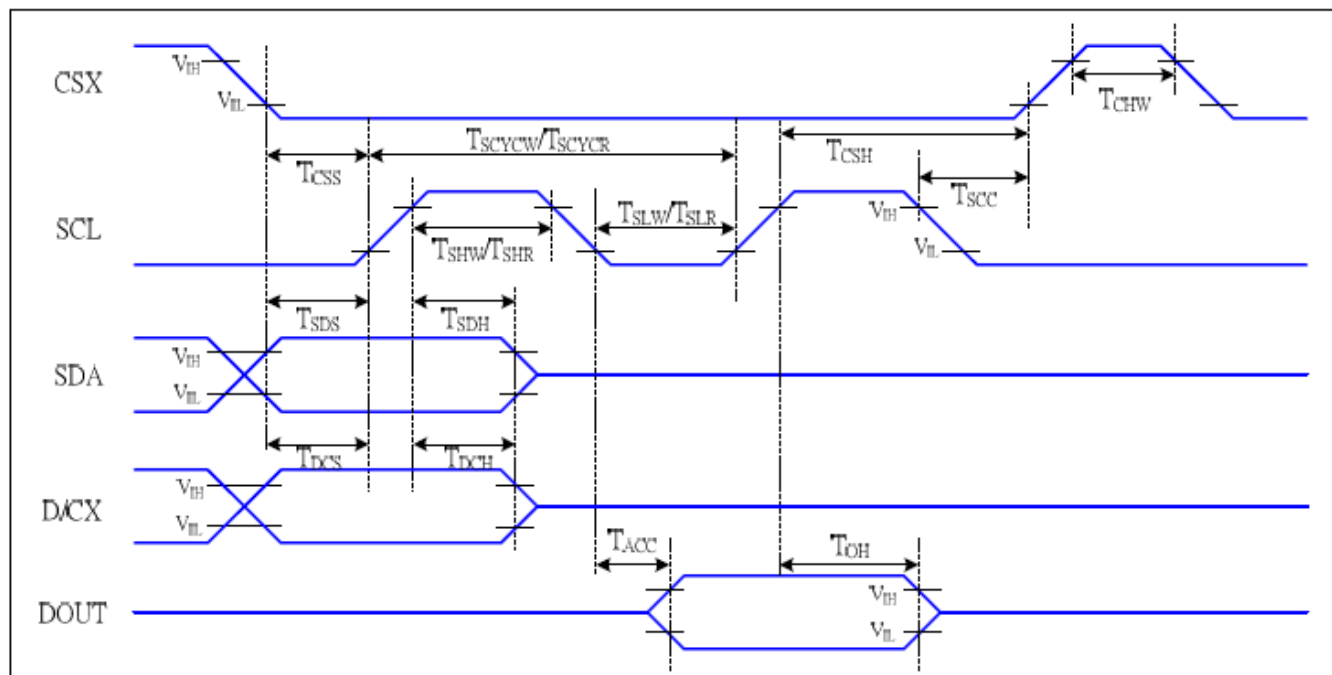 CSX
VIH
VIL
TCHW
TSCYCW/TSCYCR
TCSS
TCSH
TSCC
SCL
TSLW/TSLR
VIH
TSHW/TSHR
VIL
TSDS
TSDH
SDA
VIH
VIL
TDCS
TDCH
D/CX
VIH
VIL
TACC
TOH
DOUT
VIH
VIL